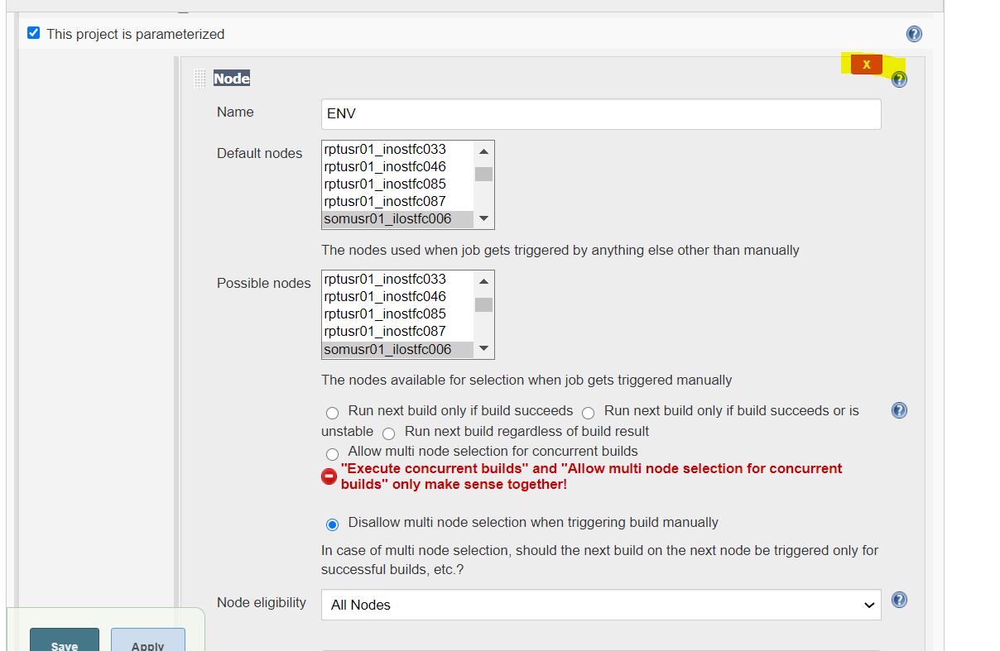 This project is parameterized
X
Node
Name
ENV
Default nodes
rptusr01_inostfc033
rptusr01_inostfc046
rptusr01_inostfc085
rptusr01_inostfc087
somusr01_ilostfc006
The nodes used when job gets triggered by anything else other than manually
Possible nodes
rptusr01_inostfc033
rptusr01_inostfc046
rptusr01_inostfc085
rptusr01_inostfc087
somusr01_ilostfc006
The nodes available for selection when job gets triggered manually
Run next build only if build succeeds Run next build only if build succeeds or is
unstable Run next build regardless of build result
Allow multi node selection for concurrent builds
"Execute concurrent builds" and "Allow multi node selection for concurrent
builds" only make sense together!
Disallow multi node selection when triggering build manually
In case of multi node selection, should the next build on the next node be triggered only for
successful builds, etc.?
Node eligibility
All Nodes
Save Apply